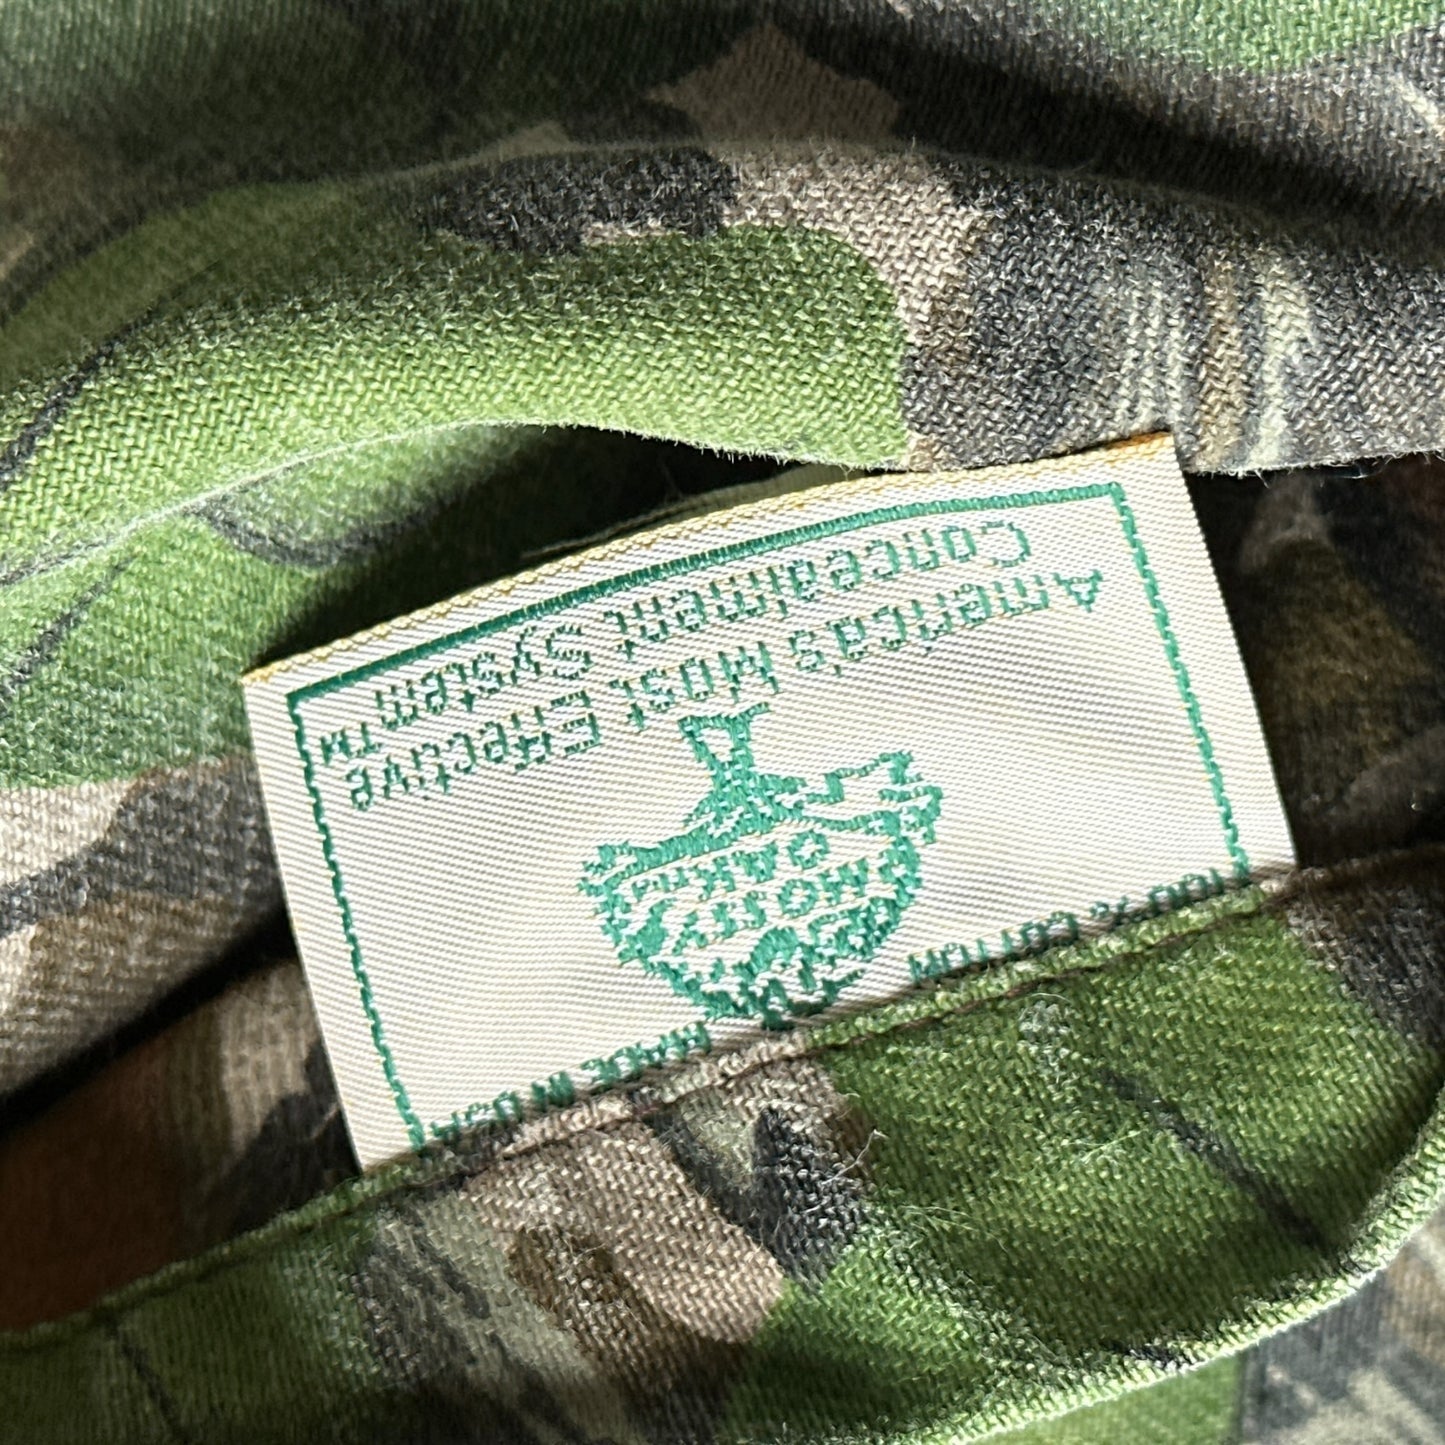 100% COTTON MADE IN USA
MOSSY
OAK
America's Most Effective
Concealment System™